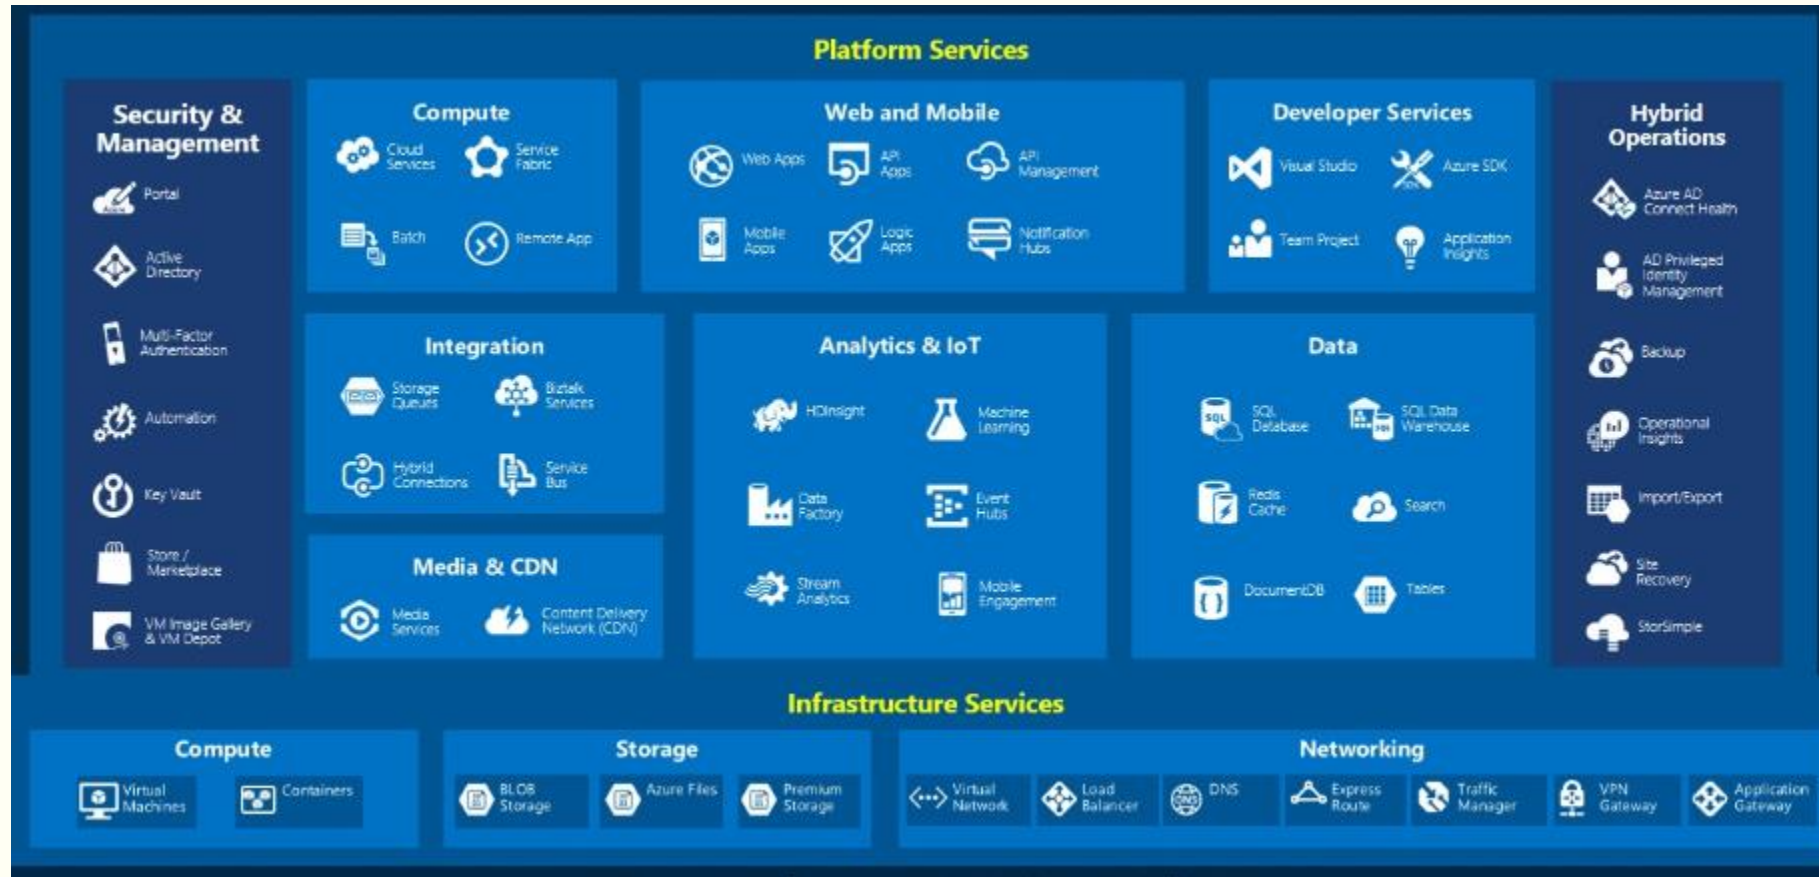 Platform Services
Security &
Management
Portal
Active
Directory
Multi-Factor
Authentication
Automation
Key Vault
Store /
Marketplace
VM Image Gallery
& VM Depot
Compute
Cloud
Services
Service
Fabric
Batch
Remote App
Web and Mobile
Web Apps
API
Apps
API
Management
Mobile
Apps
Logic
Apps
Notification
Hubs
Developer Services
Visual Studio
Azure SDK
Team Project
Application
Insights
Integration
Storage
Queues
Biztalk
Services
Hybrid
Connections
Service
Bus
Media & CDN
Media
Services
Content Delivery
Network (CDN)
Analytics & IoT
HDInsight
Machine
Learning
Data
Factory
Event
Hubs
Stream
Analytics
Mobile
Engagement
Data
SQL
SQL
Database
SQL Data
Warehouse
Redis
Cache
Search
DocumentDB
Tables
Hybrid
Operations
Azure AD
Connect Health
AD Privileged
Identity
Management
Backup
Operational
Insights
Import/Export
Site
Recovery
StorSimple
Infrastructure Services
Compute
Virtual
Machines
Containers
Storage
BLOB
Storage
Azure Files
Premium
Storage
Networking
Virtual
Network
Load
Balancer
DNS
DNS
Express
Route
Traffic
Manager
VPN
Gateway
Application
Gateway